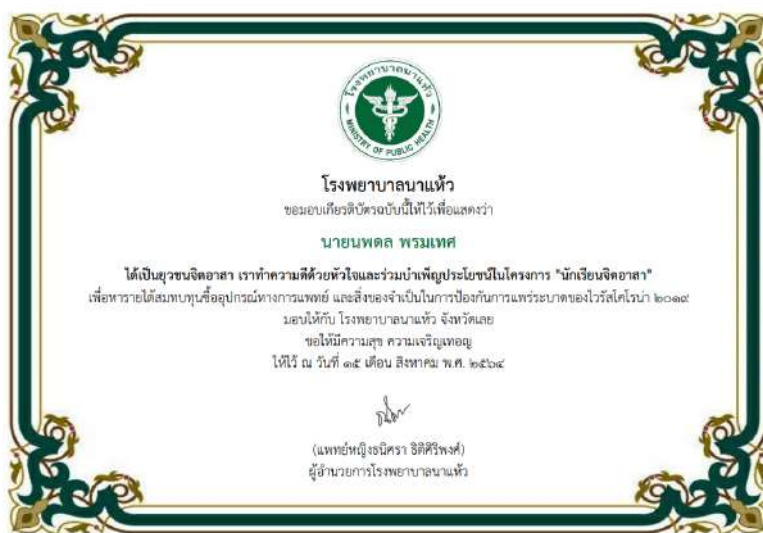 โรงพยาบาลนาแห้ว
MINISTRY OF PUBLIC HEALTH
โรงพยาบาลนาแห้ว
ขอมอบเกียรติบัตรฉบับนี้ให้ไว้เพื่อแสดงว่า
นายนพดล พรมเทศ
ได้เป็นยุวชนจิตอาสา เราทำความดีด้วยหัวใจและร่วมบำเพ็ญประโยชน์ในโครงการ "นักเรียนจิตอาสา"
เพื่อหารายได้สมทบทุนซื้ออุปกรณ์ทางการแพทย์ และสิ่งของจำเป็นในการป้องกันการแพร่ระบาดของไวรัสโคโรน่า ๒๐๑๙
มอบให้กับ โรงพยาบาลนาแห้ว จังหวัดเลย
ขอให้มีความสุข ความเจริญเทอญ
ให้ไว้ ณ วันที่ ๑๕ เดือน สิงหาคม พ.ศ. ๒๕๖๔
(แพทย์หญิงธนิศรา ธิติศิริพงศ์)
ผู้อำนวยการโรงพยาบาลนาแห้ว